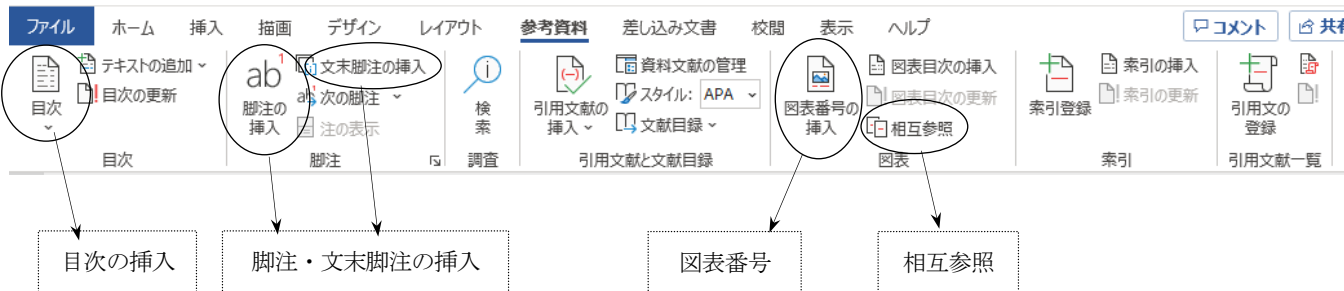 ファイル ホーム 挿入 描画 デザイン レイアウト 参考資料 差し込み文書 校閲 表示 ヘルプ コメント 共有
目次
テキストの追加
目次の更新
目次
ab1
脚注の
挿入
文末脚注の挿入
次の脚注
注の表示
脚注
検
索
調査
引用文献の
挿入
資料文献の管理
スタイル: APA
文献目録
引用文献と文献目録
図表番号の
挿入
図表目次の挿入
図表目次の更新
相互参照
図表
索引登録
索引の挿入
索引の更新
索引
引用文の
登録
引用文献一覧
目次の挿入
脚注・文末脚注の挿入
図表番号
相互参照